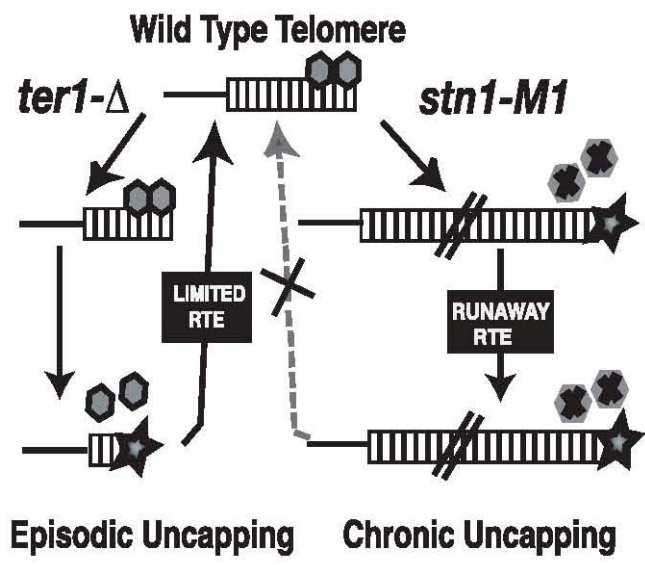 Wild Type Telomere
ter1-Δ
stn1-M1
LIMITED
RTE
RUNAWAY
RTE
Episodic Uncapping
Chronic Uncapping